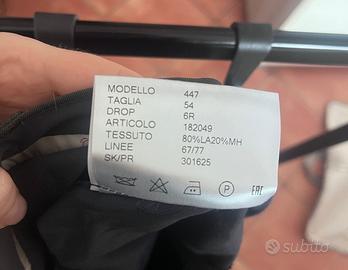 MODELLO 447
TAGLIA 54
DROP 6R
ARTICOLO 182049
TESSUTO 80%LA20%MH
LINEE 67/77
SK/PR 301625
P
EAC
subito